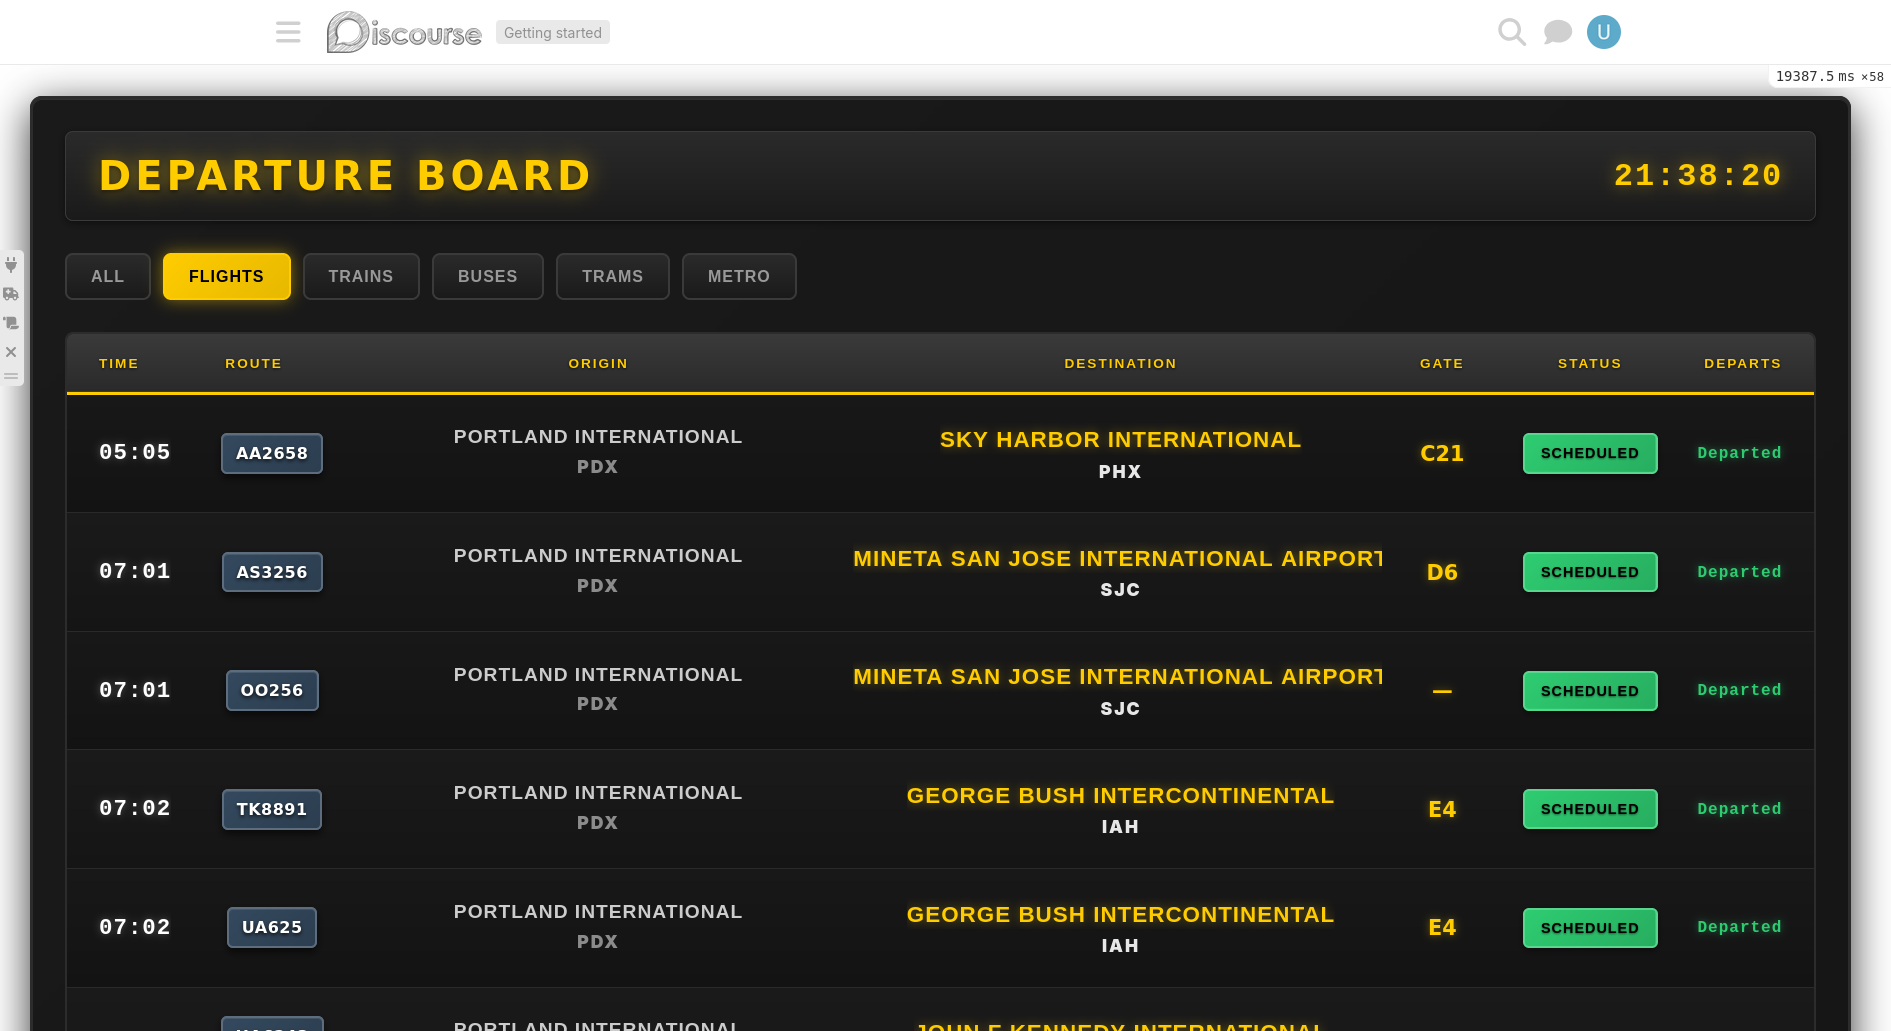 Discourse Getting started U
19387.5 ms ×58
DEPARTURE BOARD 21:38:20
ALL FLIGHTS TRAINS BUSES TRAMS METRO
TIME ROUTE ORIGIN DESTINATION GATE STATUS DEPARTS
05:05 AA2658 PORTLAND INTERNATIONAL SKY HARBOR INTERNATIONAL C21 SCHEDULED Departed
PDX PHX
07:01 AS3256 PORTLAND INTERNATIONAL MINETA SAN JOSE INTERNATIONAL AIRPORT D6 SCHEDULED Departed
PDX SJC
07:01 OO256 PORTLAND INTERNATIONAL MINETA SAN JOSE INTERNATIONAL AIRPORT — SCHEDULED Departed
PDX SJC
07:02 TK8891 PORTLAND INTERNATIONAL GEORGE BUSH INTERCONTINENTAL E4 SCHEDULED Departed
PDX IAH
07:02 UA625 PORTLAND INTERNATIONAL GEORGE BUSH INTERCONTINENTAL E4 SCHEDULED Departed
PDX IAH
PORTLAND INTERNATIONAL JOHN F KENNEDY INTERNATIONAL